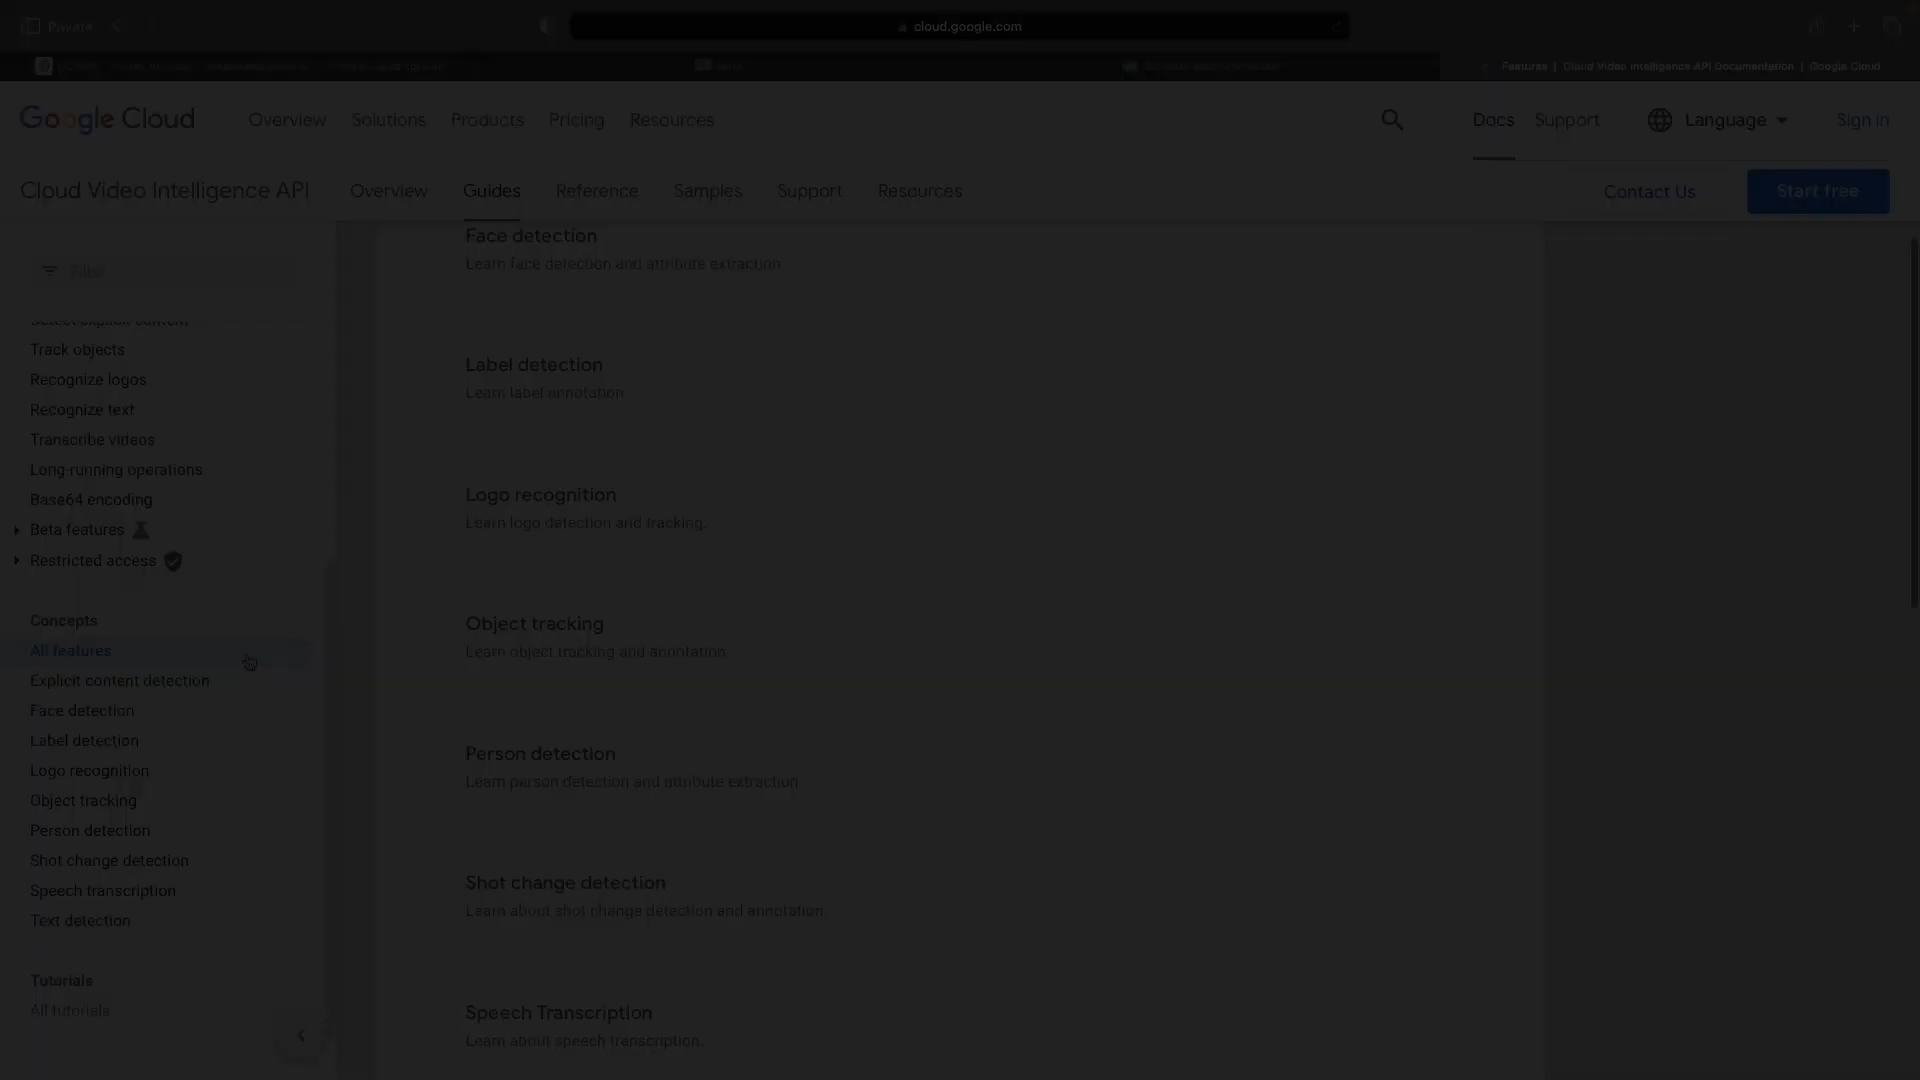 Private
cloud.google.com
Features | Cloud Video Intelligence API Documentation | Google Cloud
Google Cloud
Overview
Solutions
Products
Pricing
Resources
Docs
Support
Language
Sign in
Cloud Video Intelligence API
Overview
Guides
Reference
Samples
Support
Resources
Contact Us
Start free
Filter
Detect explicit content
Track objects
Recognize logos
Recognize text
Transcribe videos
Long-running operations
Base64 encoding
Beta features
Restricted access
Concepts
All features
Explicit content detection
Face detection
Label detection
Logo recognition
Object tracking
Person detection
Shot change detection
Speech transcription
Text detection
Tutorials
All tutorials
Face detection
Learn face detection and attribute extraction
Label detection
Learn label annotation
Logo recognition
Learn logo detection and tracking.
Object tracking
Learn object tracking and annotation
Person detection
Learn person detection and attribute extraction
Shot change detection
Learn about shot change detection and annotation
Speech Transcription
Learn about speech transcription.